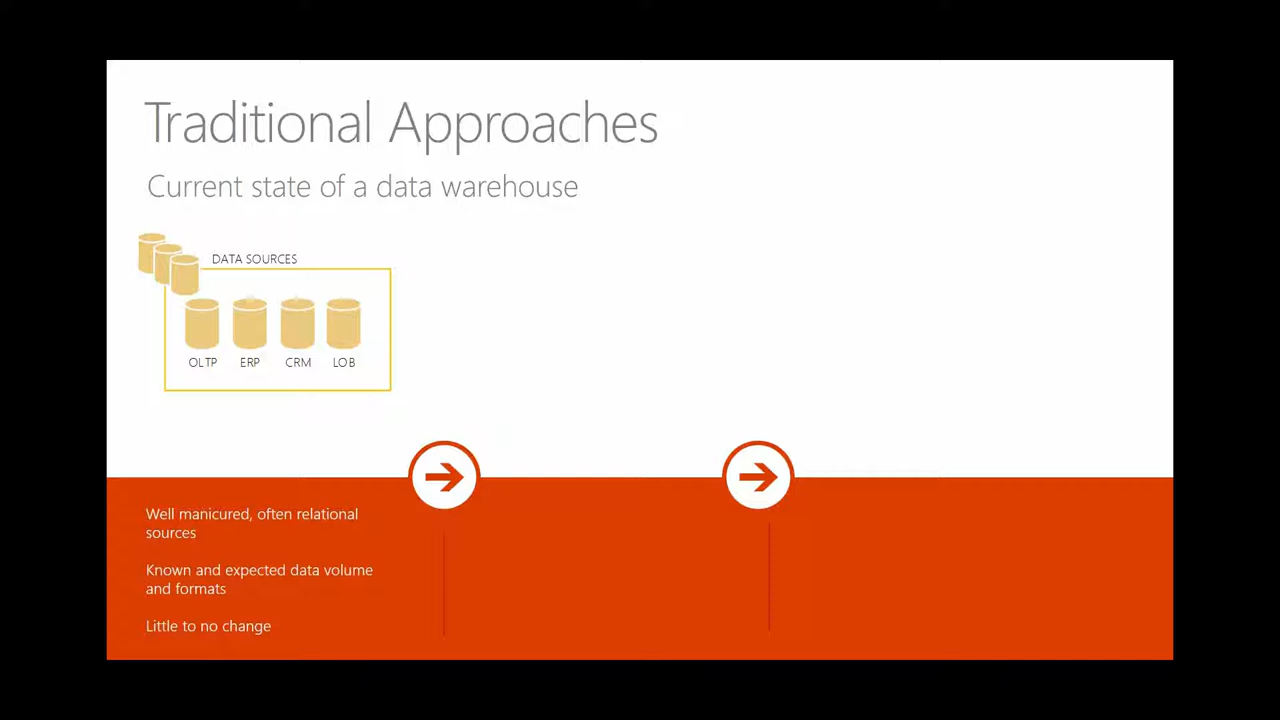 Traditional Approaches
Current state of a data warehouse
DATA SOURCES
OLTP ERP CRM LOB
Well manicured, often relational
sources
Known and expected data volume
and formats
Little to no change